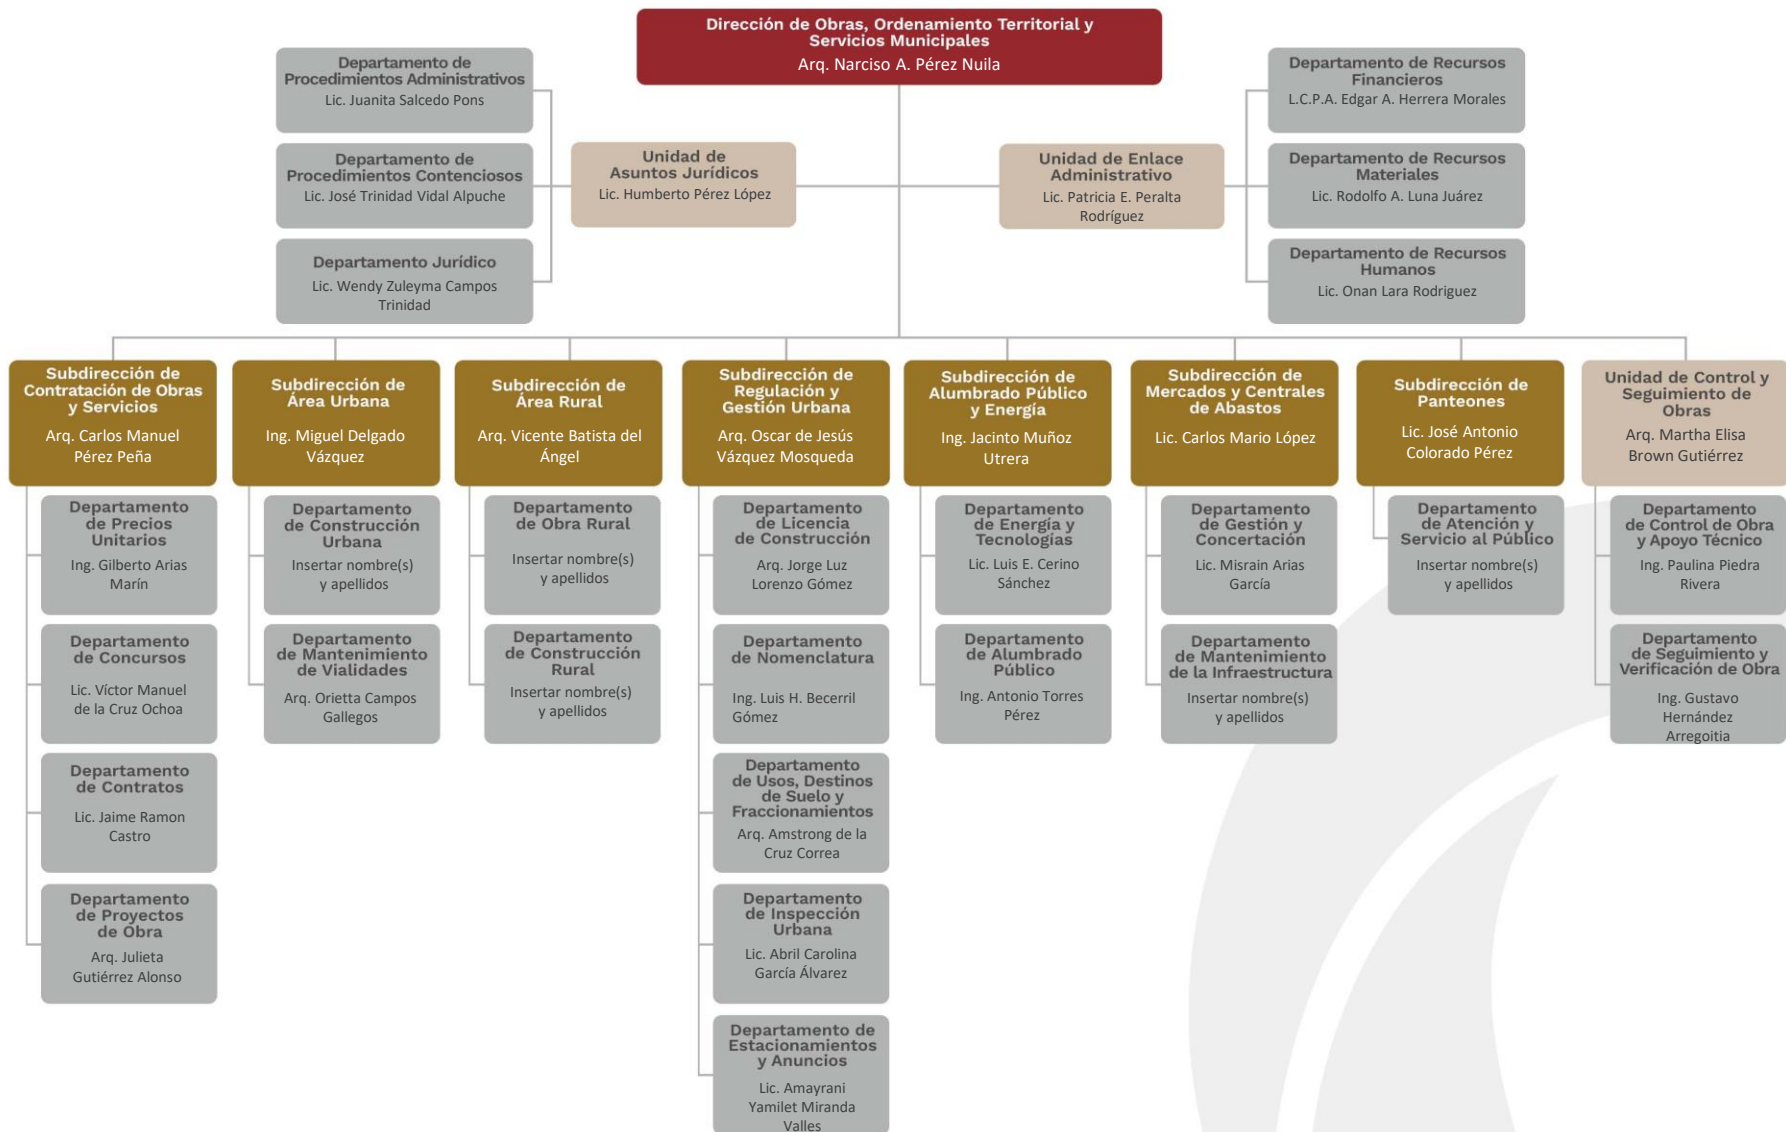 Dirección de Obras, Ordenamiento Territorial y
Servicios Municipales
Arq. Narciso A. Pérez Nuila
Departamento de
Procedimientos Administrativos
Lic. Juanita Salcedo Pons
Departamento de
Procedimientos Contenciosos
Lic. José Trinidad Vidal Alpuche
Departamento Jurídico
Lic. Wendy Zuleyma Campos
Trinidad
Unidad de
Asuntos Jurídicos
Lic. Humberto Pérez López
Unidad de Enlace
Administrativo
Lic. Patricia E. Peralta
Rodríguez
Departamento de Recursos
Financieros
L.C.P.A. Edgar A. Herrera Morales
Departamento de Recursos
Materiales
Lic. Rodolfo A. Luna Juárez
Departamento de Recursos
Humanos
Lic. Onan Lara Rodriguez
Subdirección de
Contratación de Obras
y Servicios
Arq. Carlos Manuel
Pérez Peña
Departamento
de Precios
Unitarios
Ing. Gilberto Arias
Marín
Departamento
de Concursos
Lic. Víctor Manuel
de la Cruz Ochoa
Departamento
de Contratos
Lic. Jaime Ramon
Castro
Departamento
de Proyectos
de Obra
Arq. Julieta
Gutiérrez Alonso
Subdirección de
Área Urbana
Ing. Miguel Delgado
Vázquez
Departamento
de Construcción
Urbana
Insertar nombre(s)
y apellidos
Departamento
de Mantenimiento
de Vialidades
Arq. Orietta Campos
Gallegos
Subdirección de
Área Rural
Arq. Vicente Batista del
Ángel
Departamento
de Obra Rural
Insertar nombre(s)
y apellidos
Departamento
de Construcción
Rural
Insertar nombre(s)
y apellidos
Subdirección de
Regulación y
Gestión Urbana
Arq. Oscar de Jesús
Vázquez Mosqueda
Departamento
de Licencia
de Construcción
Arq. Jorge Luz
Lorenzo Gómez
Departamento
de Nomenclatura
Ing. Luis H. Becerril
Gómez
Departamento
de Usos, Destinos
de Suelo y
Fraccionamientos
Arq. Amstrong de la
Cruz Correa
Departamento
de Inspección
Urbana
Lic. Abril Carolina
García Álvarez
Departamento de
Estacionamientos
y Anuncios
Lic. Amayrani
Yamilet Miranda
Valles
Subdirección de
Alumbrado Público
y Energía
Ing. Jacinto Muñoz
Utrera
Departamento
de Energía y
Tecnologías
Lic. Luis E. Cerino
Sánchez
Departamento
de Alumbrado
Público
Ing. Antonio Torres
Pérez
Subdirección de
Mercados y Centrales
de Abastos
Lic. Carlos Mario López
Departamento
de Gestión y
Concertación
Lic. Misrain Arias
García
Departamento
de Mantenimiento
de la Infraestructura
Insertar nombre(s)
y apellidos
Subdirección de
Panteones
Lic. José Antonio
Colorado Pérez
Departamento
de Atención y
Servicio al Público
Insertar nombre(s)
y apellidos
Unidad de Control y
Seguimiento de
Obras
Arq. Martha Elisa
Brown Gutiérrez
Departamento
de Control de Obra
y Apoyo Técnico
Ing. Paulina Piedra
Rivera
Departamento
de Seguimiento y
Verificación de Obra
Ing. Gustavo
Hernández
Arregoitia